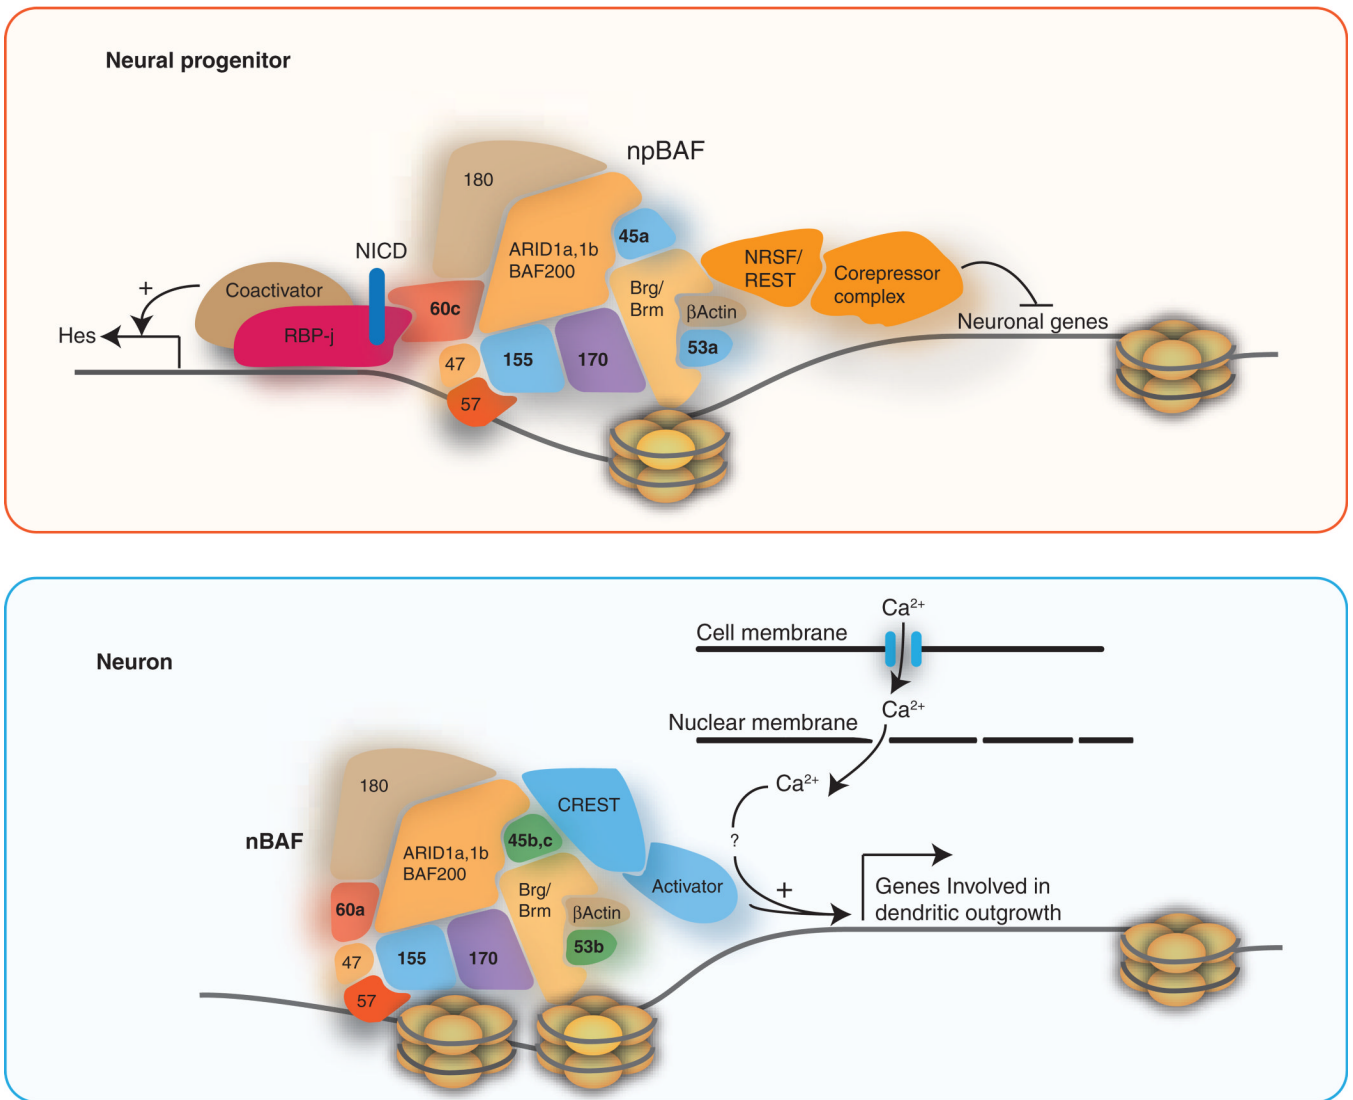 Neural progenitor
npBAF
180
45a
NICD
ARID1a,1b
BAF200
NRSF/
REST
Corepressor
complex
Coactivator
+
60c
Brg/
Brm
βActin
Hes
RBP-j
Neuronal genes
47
155
170
53a
57
Ca²⁺
Cell membrane
Neuron
Ca²⁺
Nuclear membrane
Ca²⁺
180
CREST
nBAF
45b,c
?
ARID1a,1b
BAF200
Brg/
Brm
Activator
+
Genes Involved in
dendritic outgrowth
60a
βActin
47
155
170
53b
57